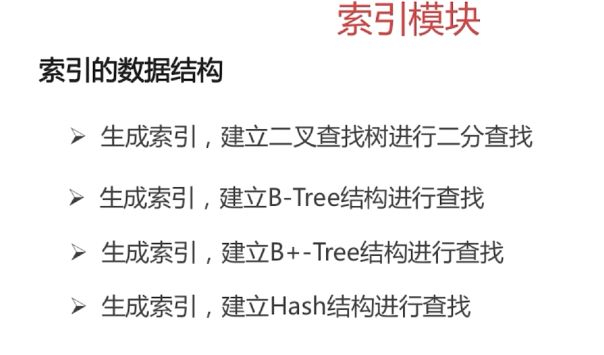 索引模块
索引的数据结构
➢ 生成索引，建立二叉查找树进行二分查找
➢ 生成索引，建立B-Tree结构进行查找
➢ 生成索引，建立B+-Tree结构进行查找
➢ 生成索引，建立Hash结构进行查找